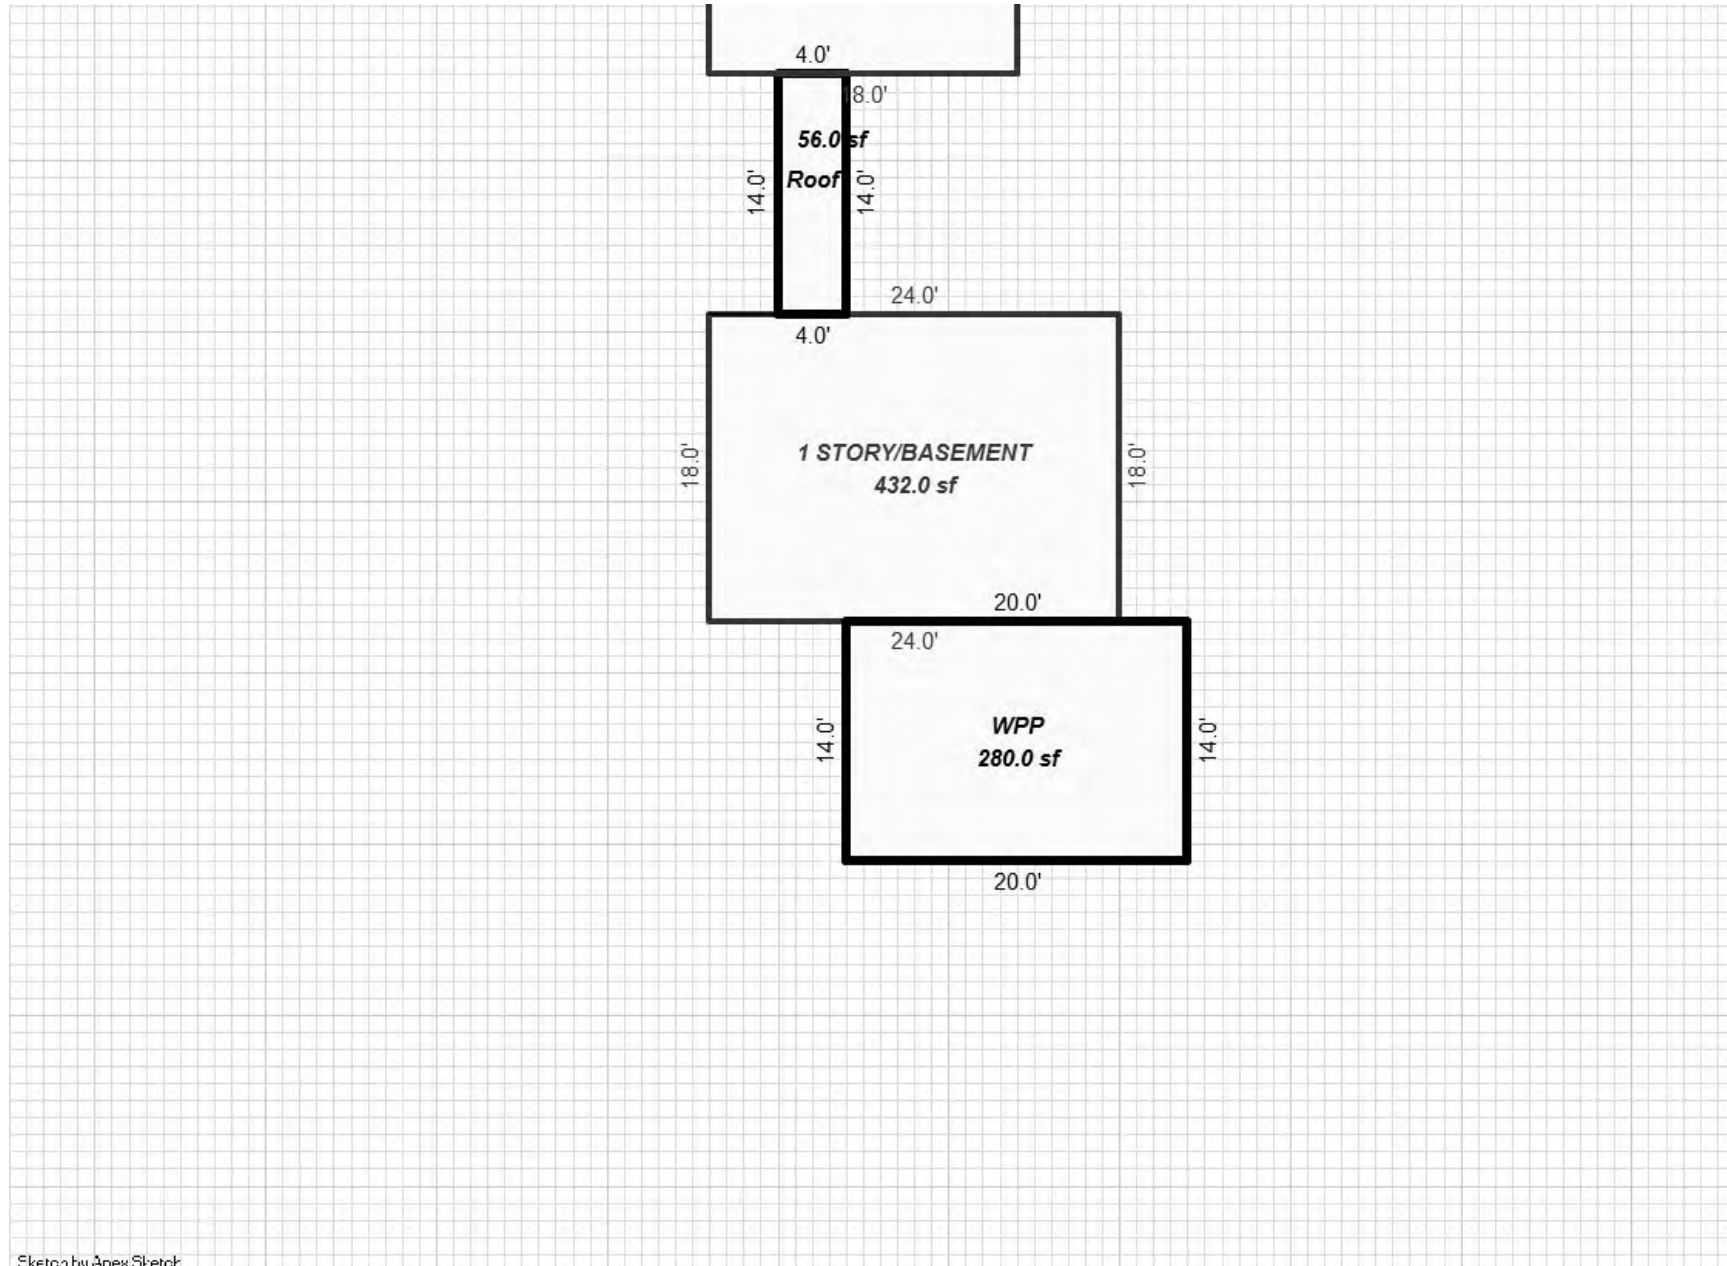 4.0'
18.0'
56.0 sf
Roof
14.0'
14.0'
24.0'
4.0'
1 STORY/BASEMENT
432.0 sf
18.0'
18.0'
20.0'
24.0'
WPP
280.0 sf
14.0'
14.0'
20.0'
Sketch by Apex Sketch